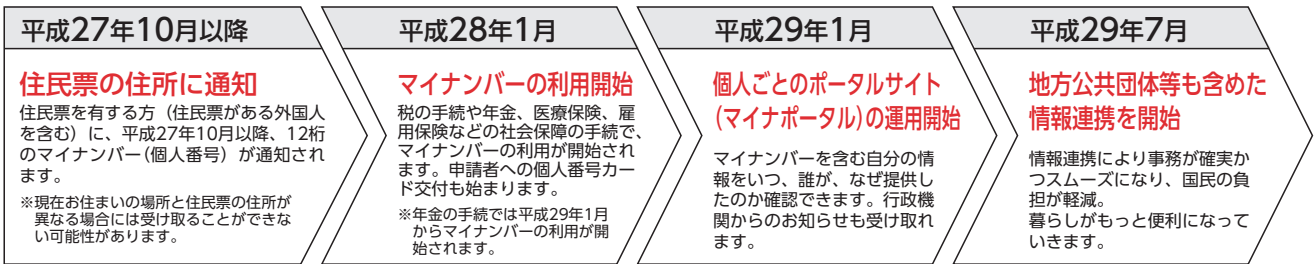 平成27年10月以降
住民票の住所に通知
住民票を有する方（住民票がある外国人
を含む）に、平成27年10月以降、12桁
のマイナンバー（個人番号）が通知され
ます。
※現在お住まいの場所と住民票の住所が
異なる場合には受け取ることができな
い可能性があります。
平成28年1月
マイナンバーの利用開始
税の手続や年金、医療保険、雇
用保険などの社会保障の手続で、
マイナンバーの利用が開始され
ます。申請者への個人番号カー
ド交付も始まります。
※年金の手続では平成29年1月
からマイナンバーの利用が開
始されます。
平成29年1月
個人ごとのポータルサイト
（マイナポータル）の運用開始
マイナンバーを含む自分の情
報をいつ、誰が、なぜ提供し
たのか確認できます。行政機
関からのお知らせも受け取れ
ます。
平成29年7月
地方公共団体等も含めた
情報連携を開始
情報連携により事務が確実か
つスムーズになり、国民の負
担が軽減。
暮らしがもっと便利になって
いきます。